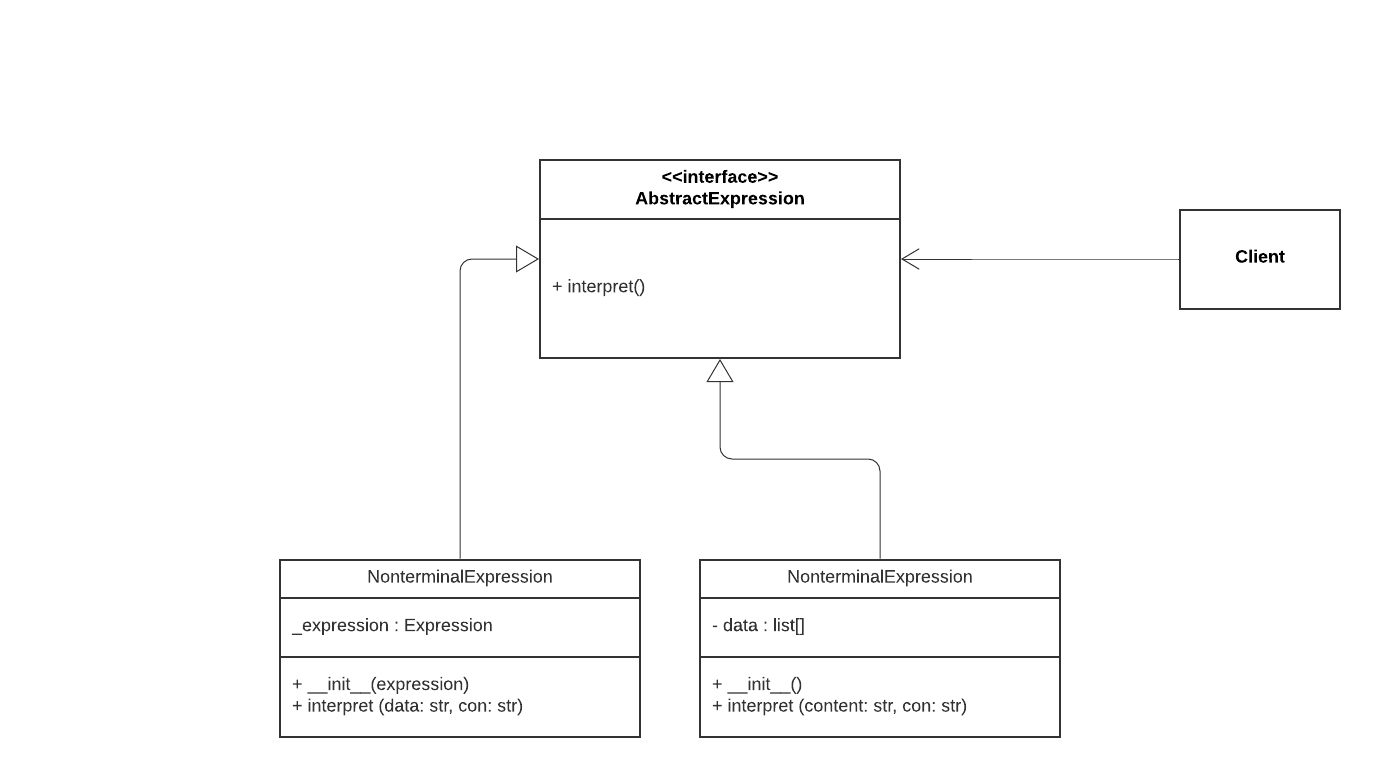 <<interface>>
AbstractExpression
+ interpret()
Client
NonterminalExpression
_expression : Expression
+ __init__(expression)
+ interpret (data: str, con: str)
NonterminalExpression
- data : list[]
+ __init__()
+ interpret (content: str, con: str)